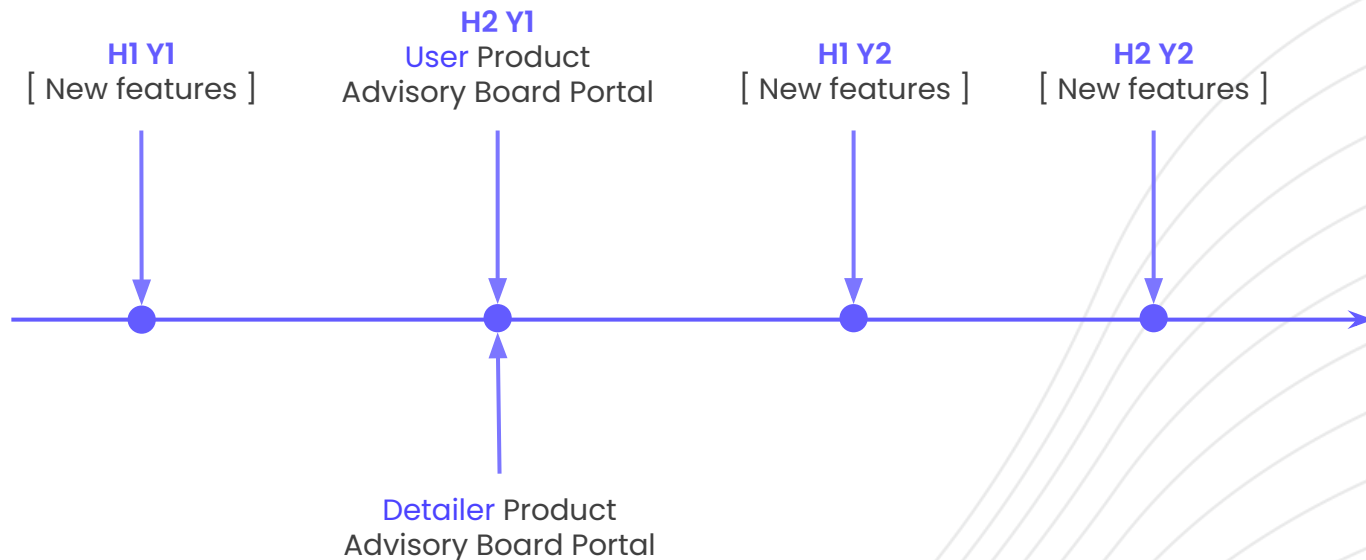 H1 Y1
[ New features ]
H2 Y1
User Product
Advisory Board Portal
H1 Y2
[ New features ]
H2 Y2
[ New features ]
Detailer Product
Advisory Board Portal